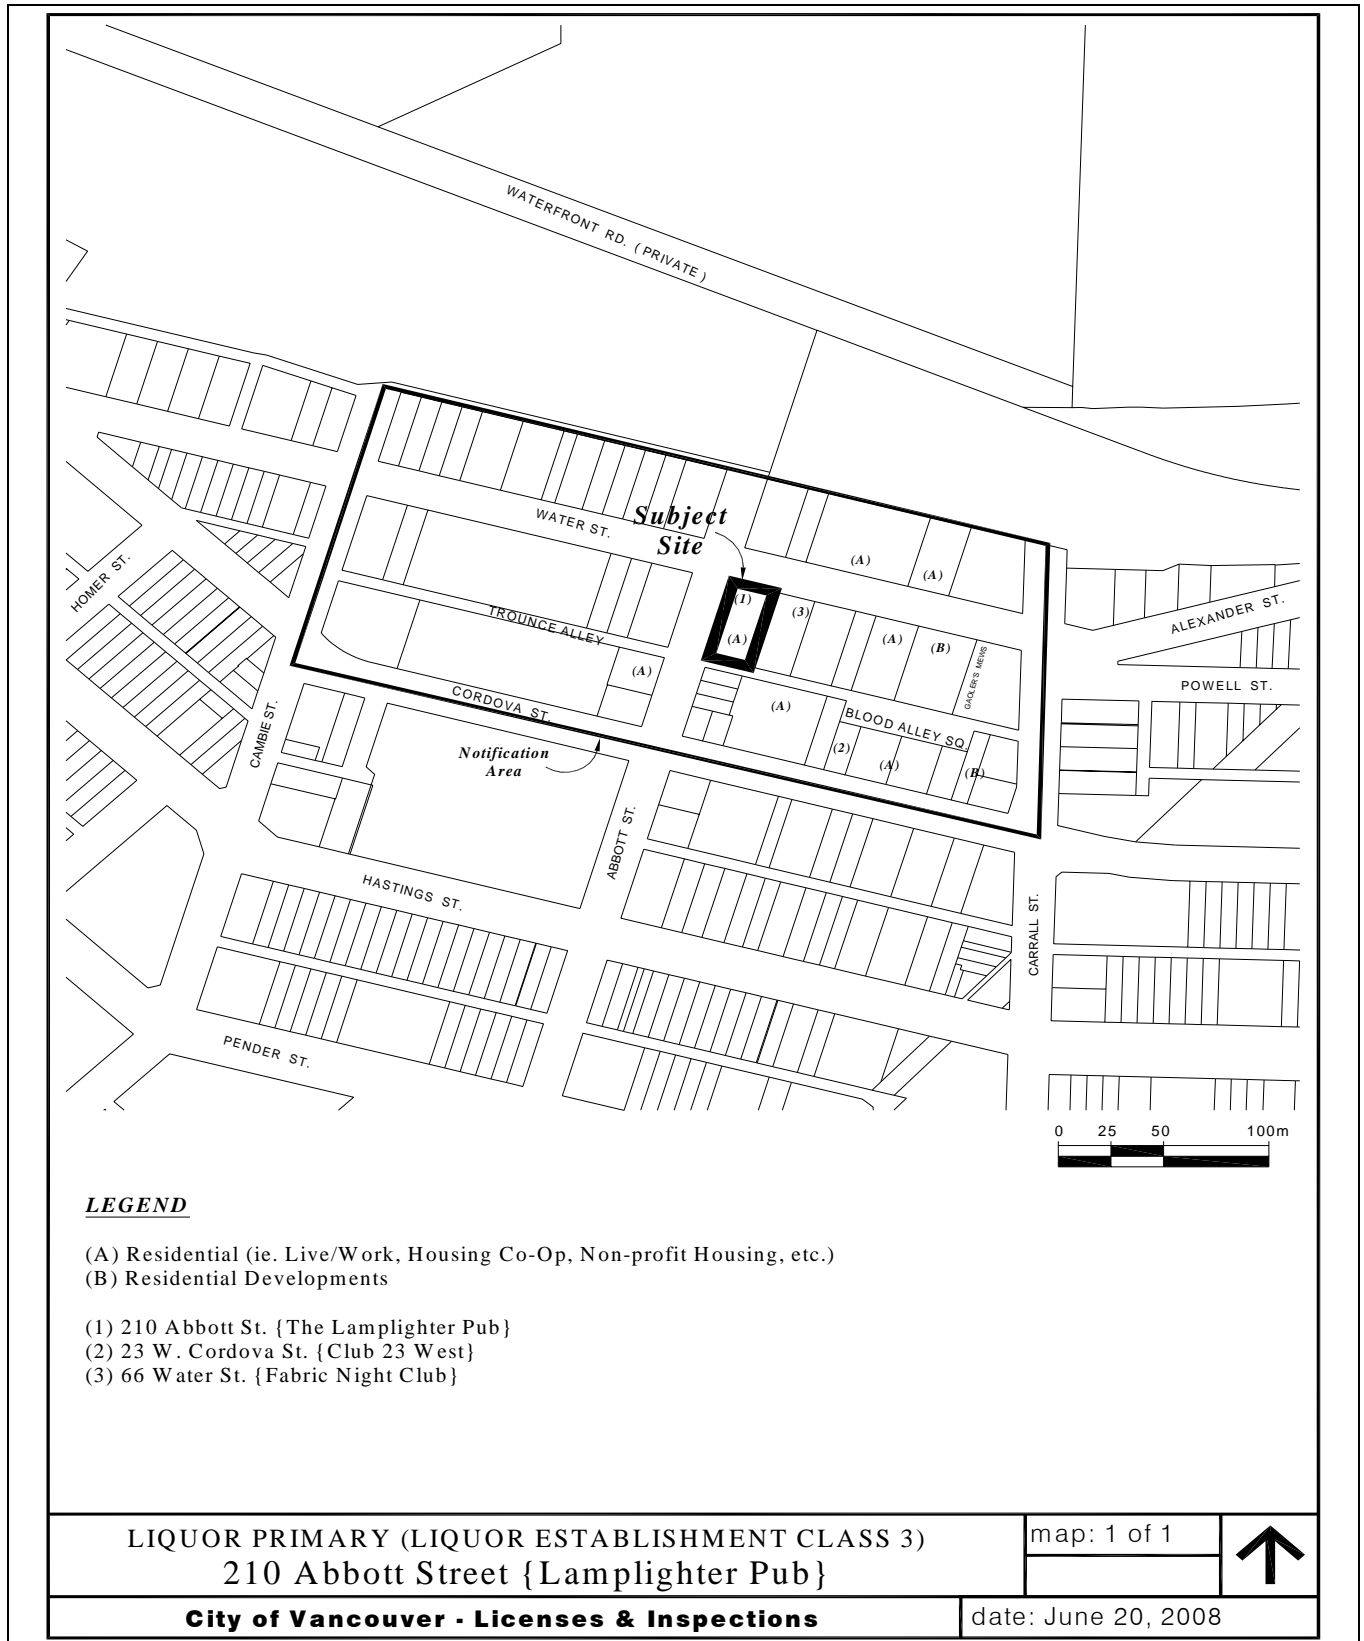 WATERFRONT RD. (PRIVATE)
WATER ST.
Subject
Site
(A)
(A)
HOMER ST.
(1)
(3)
ALEXANDER ST.
TROUNCE ALLEY
(A)
(A)
(B)
GAOLER'S MEWS
(A)
POWELL ST.
CORDOVA ST.
(A)
BLOOD ALLEY SQ.
CAMBIE ST.
Notification
Area
(2)
(A)
(B)
ABBOTT ST.
HASTINGS ST.
CARRALL ST.
PENDER ST.
0 25 50 100m
LEGEND
(A) Residential (ie. Live/Work, Housing Co-Op, Non-profit Housing, etc.)
(B) Residential Developments
(1) 210 Abbott St. {The Lamplighter Pub}
(2) 23 W. Cordova St. {Club 23 West}
(3) 66 Water St. {Fabric Night Club}
LIQUOR PRIMARY (LIQUOR ESTABLISHMENT CLASS 3)
210 Abbott Street {Lamplighter Pub}
map: 1 of 1
City of Vancouver - Licenses & Inspections
date: June 20, 2008